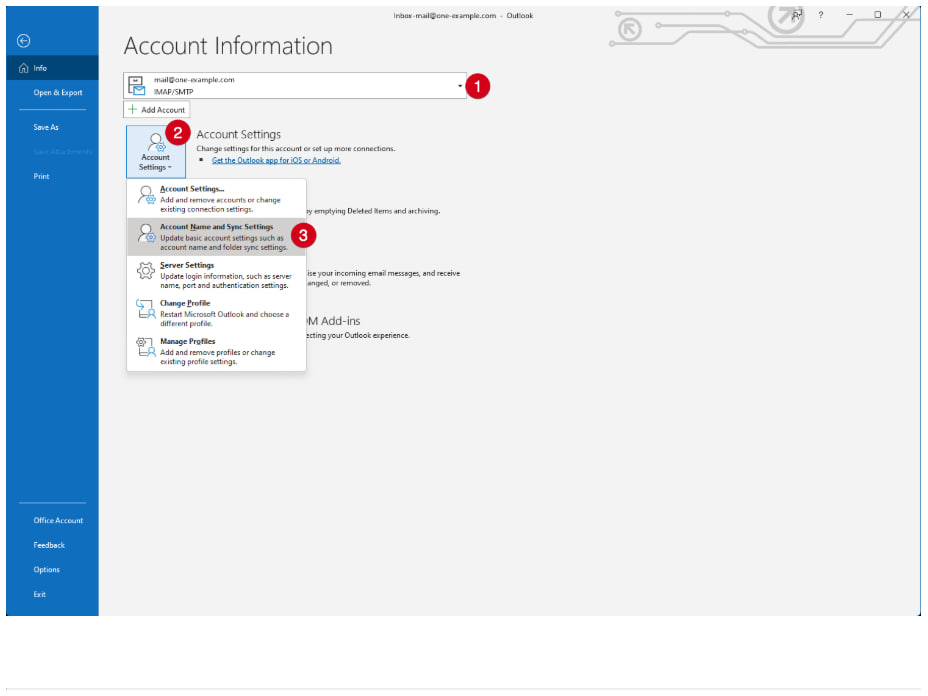 Inbox-mail@one-example.com - Outlook
?
Account Information
Info
mail@one-example.com
IMAP/SMTP
1
Open & Export
Add Account
Save As
2
Account Settings
Change settings for this account or set up more connections.
Get the Outlook app for iOS or Android.
Account
Settings
Save Attachments
Print
Account Settings...
Add and remove accounts or change
existing connection settings.
by emptying Deleted Items and archiving.
Account Name and Sync Settings
Update basic account settings such as
account name and folder sync settings.
3
Server Settings
Update login information, such as server
name, port and authentication settings.
ise your incoming email messages, and receive
anged, or removed.
Change Profile
Restart Microsoft Outlook and choose a
different profile.
M Add-ins
ecting your Outlook experience.
Manage Profiles
Add and remove profiles or change
existing profile settings.
Office Account
Feedback
Options
Exit